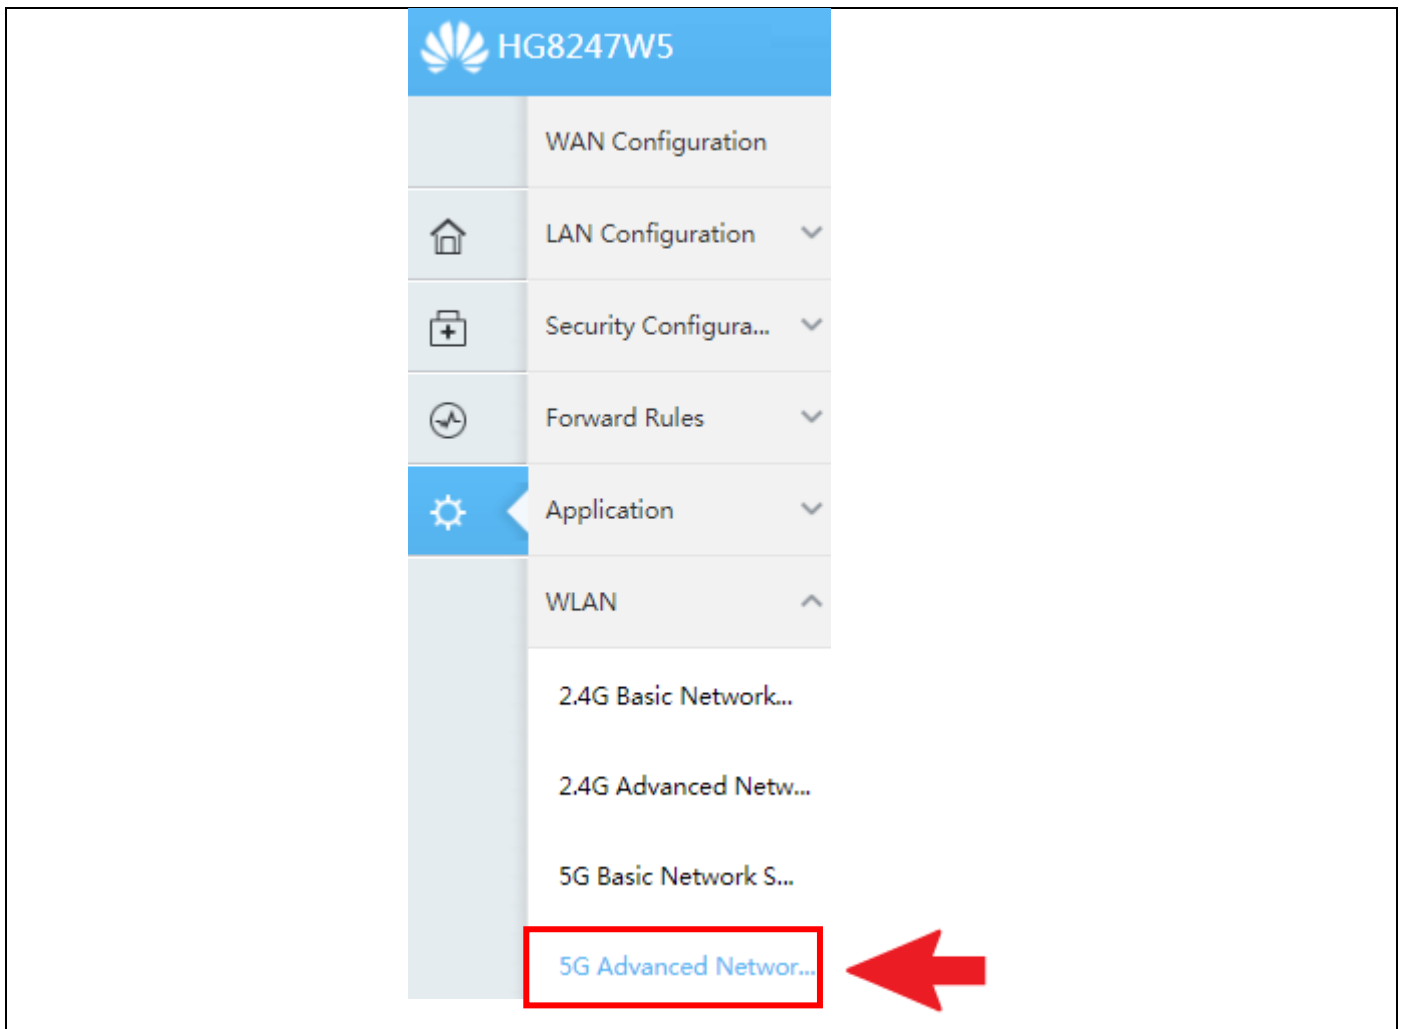 HG8247W5
WAN Configuration
LAN Configuration
Security Configura...
Forward Rules
Application
WLAN
2.4G Basic Network...
2.4G Advanced Netw...
5G Basic Network S...
5G Advanced Networ...